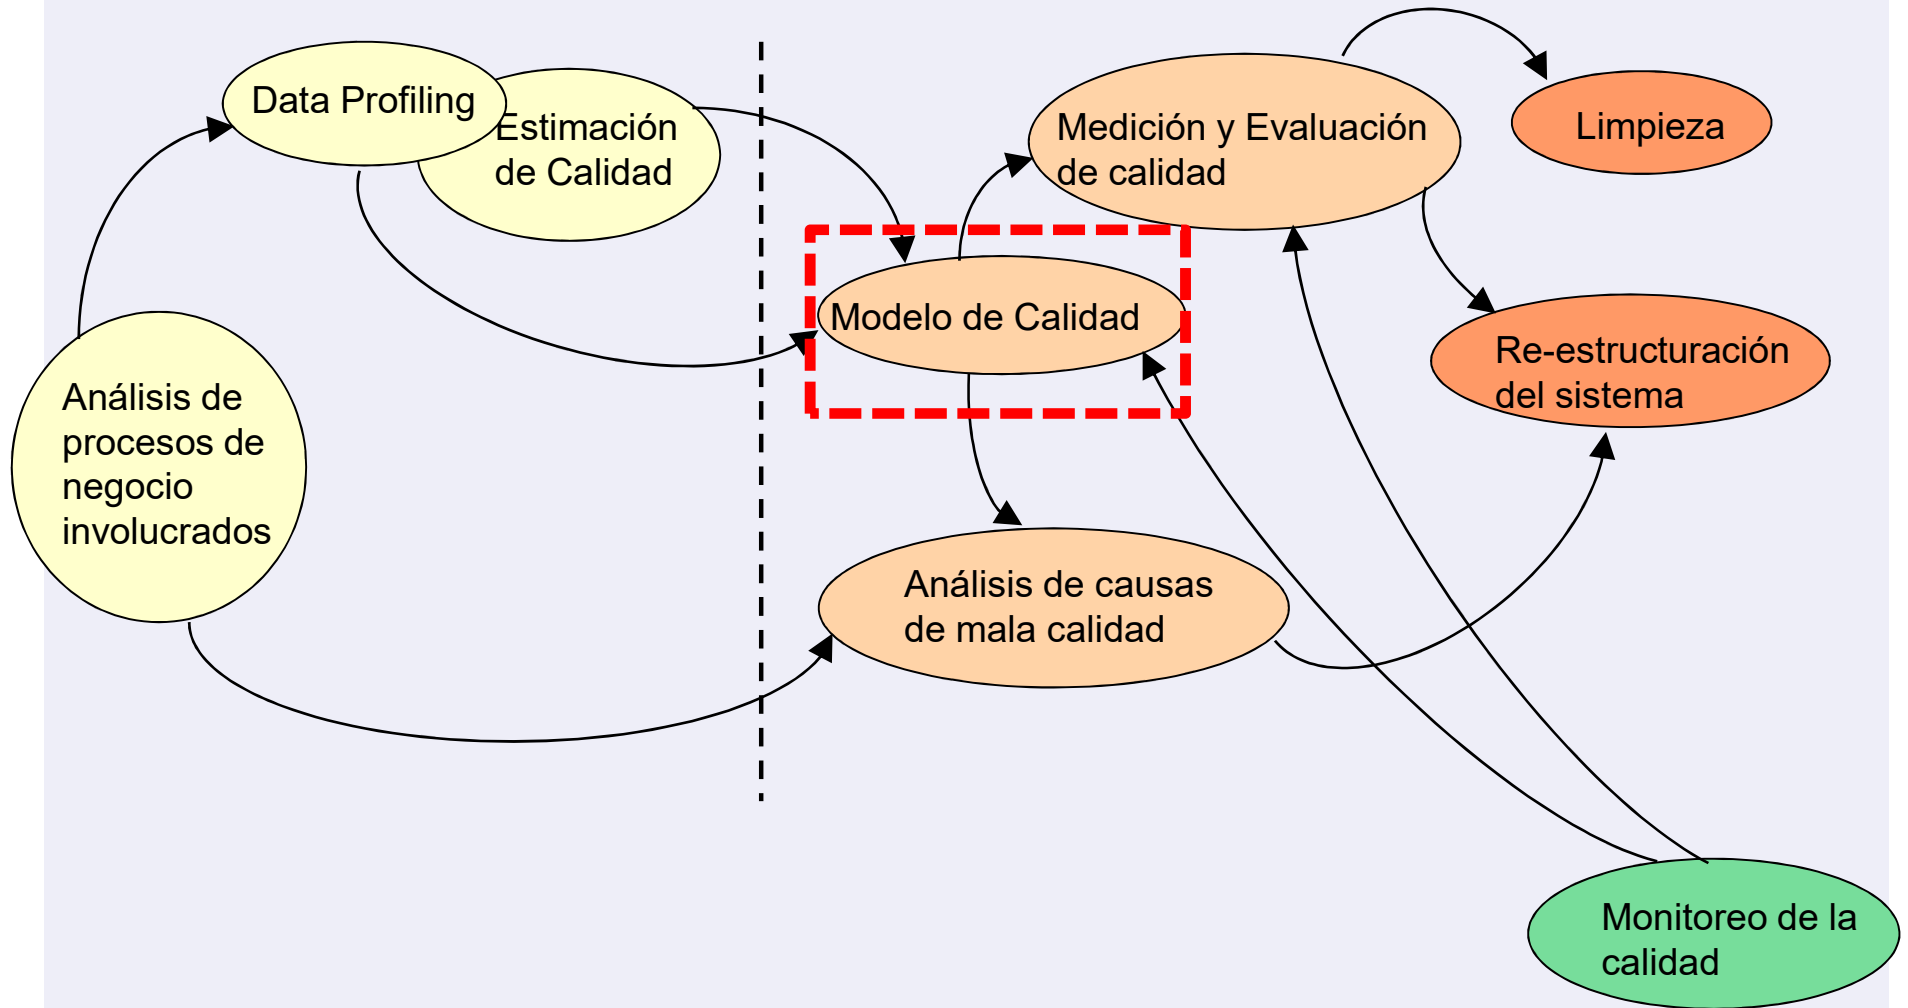 Data Profiling
Estimación
de Calidad
Medición y Evaluación
de calidad
Limpieza
Modelo de Calidad
Re-estructuración
del sistema
Análisis de
procesos de
negocio
involucrados
Análisis de causas
de mala calidad
Monitoreo de la
calidad